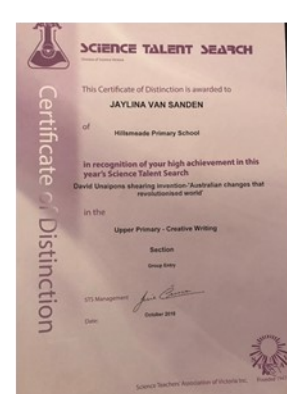 SCIENCE TALENT SEARCH
Certificate of Distinction
This Certificate of Distinction is awarded to
JAYLINA VAN SANDEN
of
Hillsmeade Primary School
in recognition of your high achievement in this
year's Science Talent Search
David Unaipons shearing invention-'Australian changes that
revolutionised world'
in the
Upper Primary - Creative Writing
Section
Group Entry
STS Management
Date:
October 2018
Science Teachers' Association of Victoria Inc.